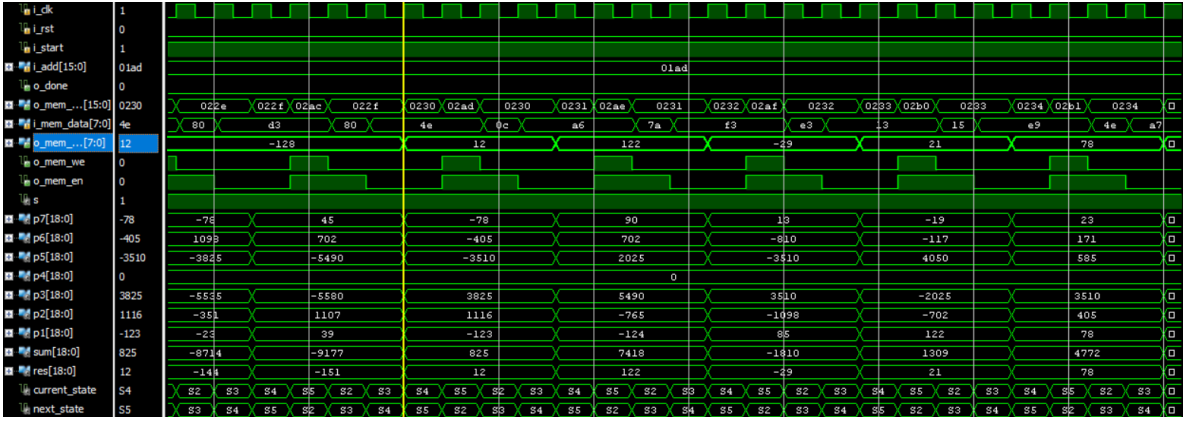 i_clk 1
i_rst 0
i_start 1
i_add[15:0] 01ad 01ad
o_done 0
o_mem_...[15:0] 0230 022e 022f 02ac 022f 0230 02ad 0230 0231 02ae 0231 0232 02af 0232 0233 02b0 0233 0234 02b1 0234
i_mem_data[7:0] 4e 80 d3 80 4e 0c a6 7a f3 e3 13 15 e9 4e a7
o_mem_...[7:0] 12 -128 12 122 -29 21 78
o_mem_we 0
o_mem_en 0
s 1
p7[18:0] -78 -78 45 -78 90 13 -19 23
p6[18:0] -405 1098 702 -405 702 -810 -117 171
p5[18:0] -3510 -3825 -5490 -3510 2025 -3510 4050 585
p4[18:0] 0 0
p3[18:0] 3825 -5535 -5580 3825 5490 3510 -2025 3510
p2[18:0] 1116 -351 1107 1116 -765 -1098 -702 405
p1[18:0] -123 -23 39 -123 -124 85 122 78
sum[18:0] 825 -8714 -9177 825 7418 -1810 1309 4772
res[18:0] 12 -144 -151 12 122 -29 21 78
current_state S4 S2 S3 S4 S5 S2 S3 S4 S5 S2 S3 S4 S5 S2 S3 S4 S5 S2 S3 S4 S5 S2 S3 S4 S5 S2 S3
next_state S5 S3 S4 S5 S2 S3 S4 S5 S2 S3 S4 S5 S2 S3 S4 S5 S2 S3 S4 S5 S2 S3 S4 S5 S2 S3 S4